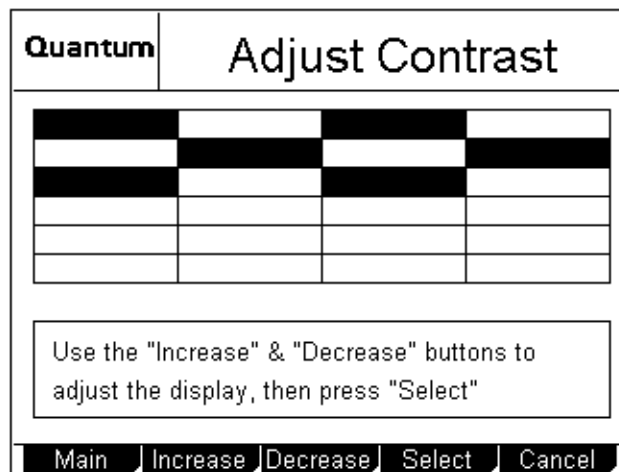 Quantum
Adjust Contrast
Use the "Increase" & "Decrease" buttons to
adjust the display, then press "Select"
Main Increase Decrease Select Cancel